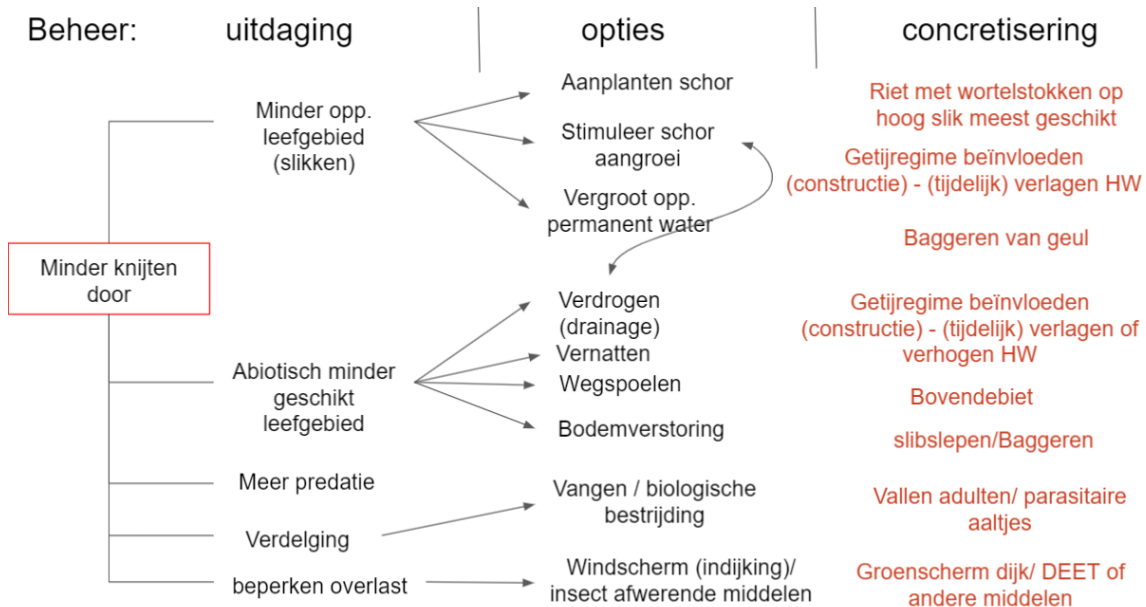 Beheer: uitdaging opties concretisering
Minder knijten
door
Minder opp.
leefgebied
(slikken)
Aanplanten schor
Stimuleer schor
aangroei
Vergroot opp.
permanent water
Riet met wortelstokken op
hoog slik meest geschikt
Getijregime beïnvloeden
(constructie) - (tijdelijk) verlagen HW
Baggeren van geul
Abiotisch minder
geschikt
leefgebied
Verdrogen
(drainage)
Vernatten
Wegspoelen
Bodemverstoring
Getijregime beïnvloeden
(constructie) - (tijdelijk) verlagen of
verhogen HW
Bovendebiet
slibslepen/Baggeren
Meer predatie
Verdelging
Vangen / biologische
bestrijding
Vallen adulten/ parasitaire
aaltjes
beperken overlast
Windscherm (indijking)/
insect afwerende middelen
Groenscherm dijk/ DEET of
andere middelen